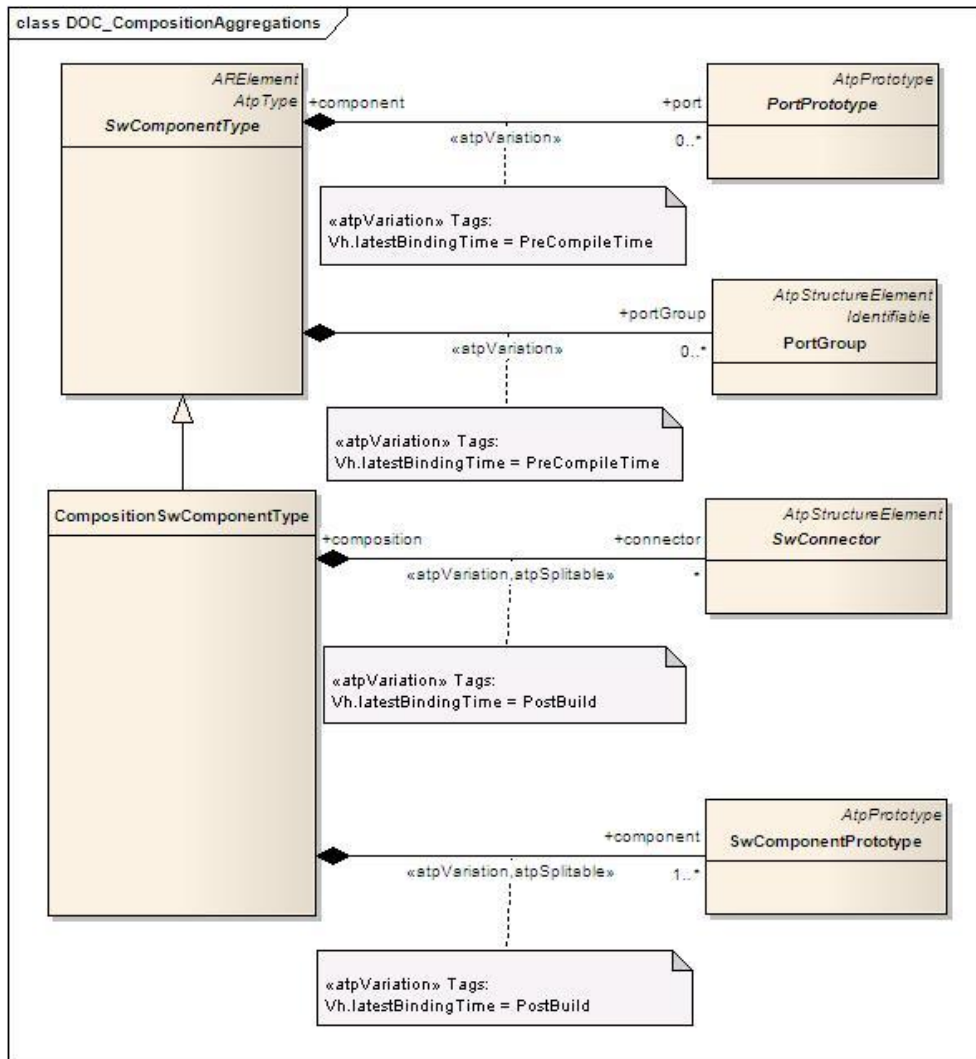 class DOC_CompositionAggregations
ARElement
AtpType
SwComponentType
+component
+port
«atpVariation»
0..*
AtpPrototype
PortPrototype
«atpVariation» Tags:
Vh.latestBindingTime = PreCompileTime
+portGroup
«atpVariation»
0..*
AtpStructureElement
Identifiable
PortGroup
«atpVariation» Tags:
Vh.latestBindingTime = PreCompileTime
CompositionSwComponentType
+composition
+connector
«atpVariation,atpSplitable»
*
AtpStructureElement
SwConnector
«atpVariation» Tags:
Vh.latestBindingTime = PostBuild
+component
«atpVariation,atpSplitable»
1..*
AtpPrototype
SwComponentPrototype
«atpVariation» Tags:
Vh.latestBindingTime = PostBuild